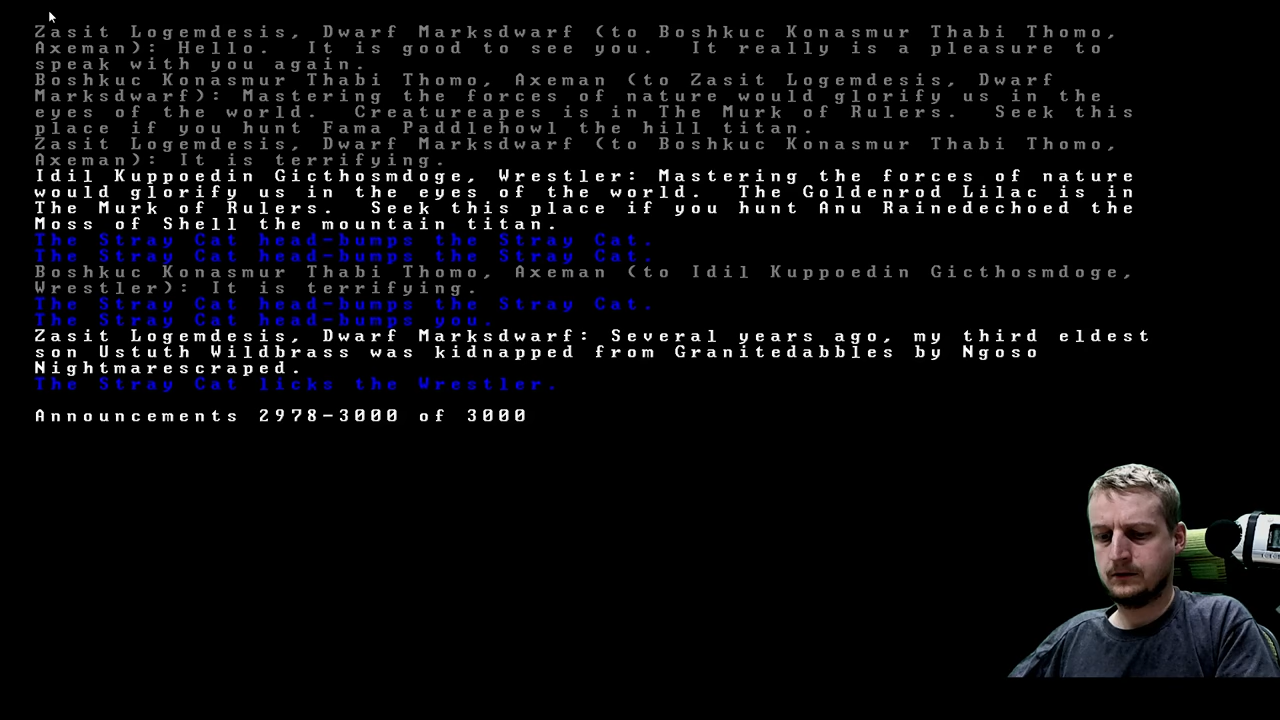 Zasit Logemdesis, Dwarf Marksdwarf (to Boshkuc Konasmur Thabi Thomo,
Axeman): Hello.  It is good to see you.  It really is a pleasure to
speak with you again.
Boshkuc Konasmur Thabi Thomo, Axeman (to Zasit Logemdesis, Dwarf
Marksdwarf): Mastering the forces of nature would glorify us in the
eyes of the world.  Creatureapes is in The Murk of Rulers.  Seek this
place if you hunt Fama Paddlehowl the hill titan.
Zasit Logemdesis, Dwarf Marksdwarf (to Boshkuc Konasmur Thabi Thomo,
Axeman): It is terrifying.
Idil Kuppoedin Gicthosmdoge, Wrestler: Mastering the forces of nature
would glorify us in the eyes of the world.  The Goldenrod Lilac is in
The Murk of Rulers.  Seek this place if you hunt Anu Rainedechoed the
Moss of Shell the mountain titan.
The Stray Cat head-bumps the Stray Cat.
The Stray Cat head-bumps the Stray Cat.
Boshkuc Konasmur Thabi Thomo, Axeman (to Idil Kuppoedin Gicthosmdoge,
Wrestler): It is terrifying.
The Stray Cat head-bumps the Stray Cat.
The Stray Cat head-bumps you.
Zasit Logemdesis, Dwarf Marksdwarf: Several years ago, my third eldest
son Ustuth Wildbrass was kidnapped from Granitedabbles by Ngoso
Nightmarescraped.
The Stray Cat licks the Wrestler.
Announcements 2978-3000 of 3000